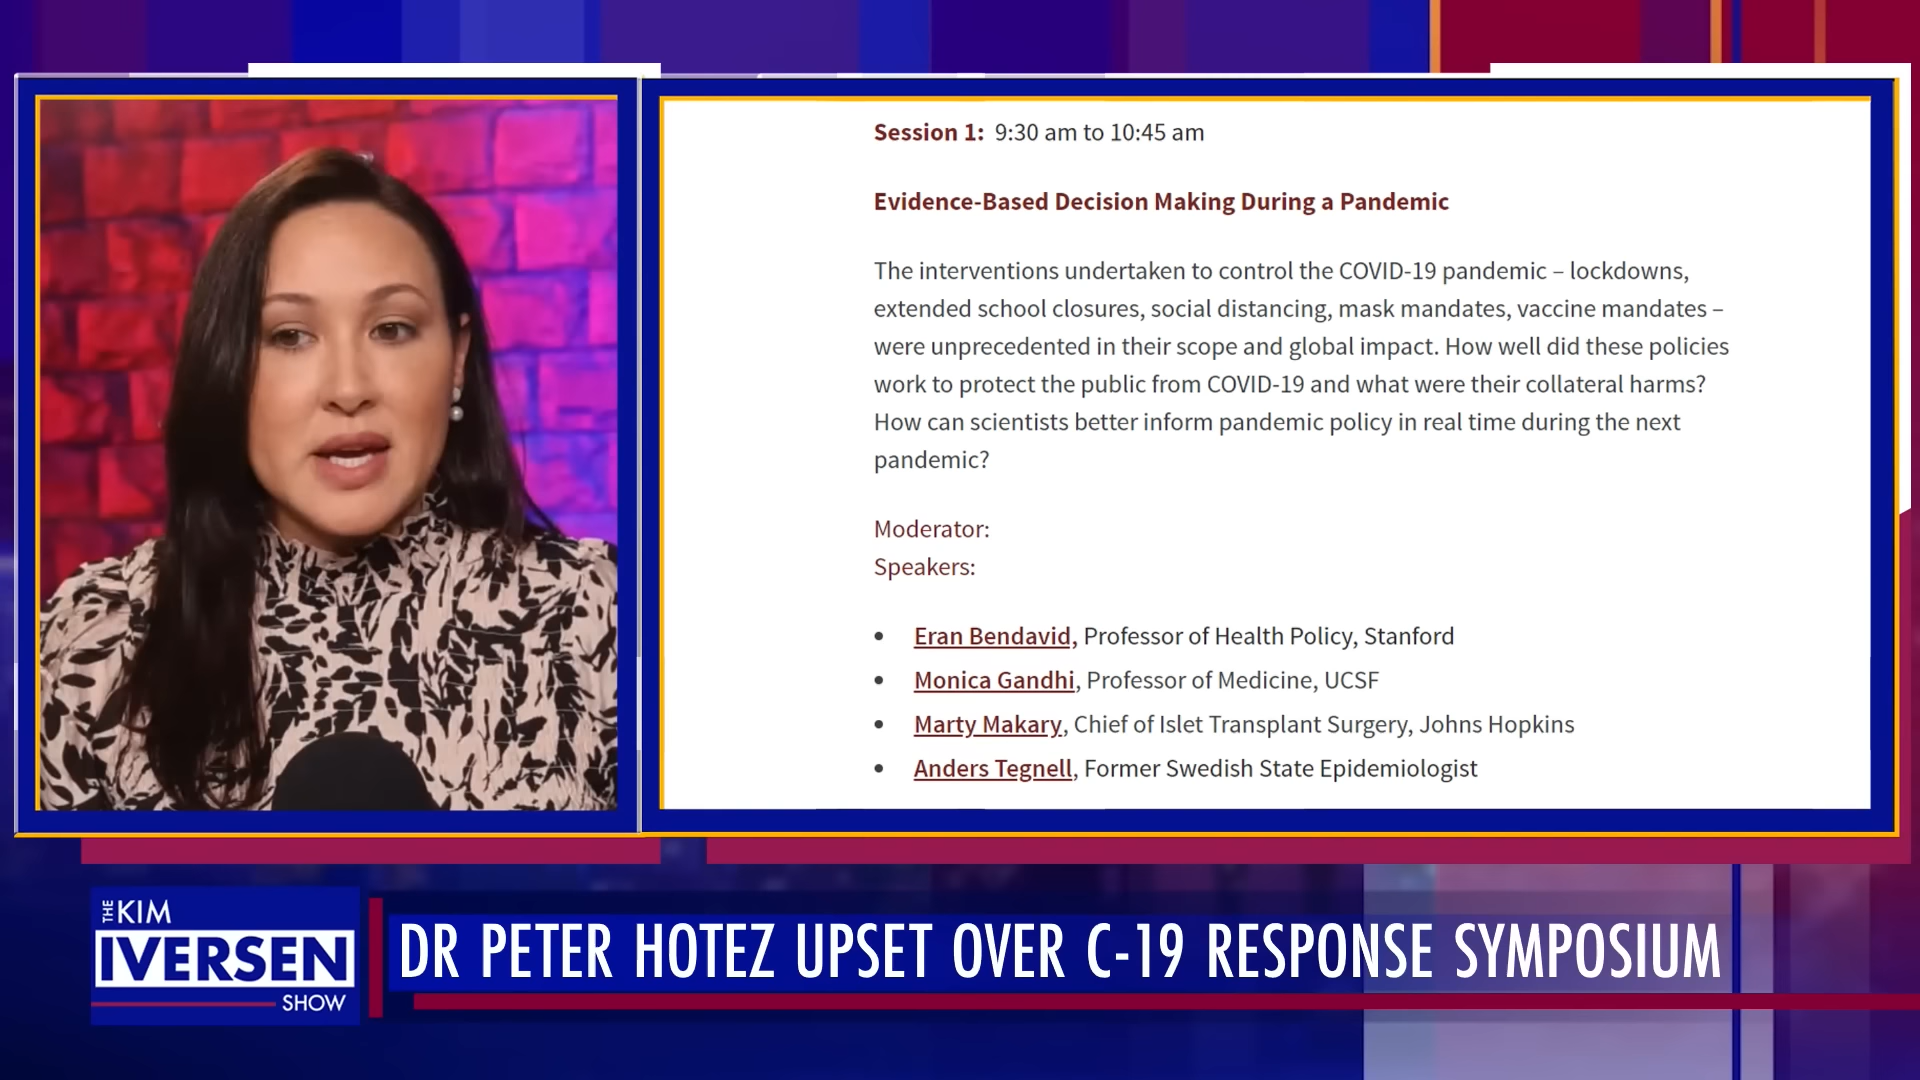 Session 1: 9:30 am to 10:45 am
Evidence-Based Decision Making During a Pandemic
The interventions undertaken to control the COVID-19 pandemic – lockdowns,
extended school closures, social distancing, mask mandates, vaccine mandates –
were unprecedented in their scope and global impact. How well did these policies
work to protect the public from COVID-19 and what were their collateral harms?
How can scientists better inform pandemic policy in real time during the next
pandemic?
Moderator:
Speakers:
• Eran Bendavid, Professor of Health Policy, Stanford
• Monica Gandhi, Professor of Medicine, UCSF
• Marty Makary, Chief of Islet Transplant Surgery, Johns Hopkins
• Anders Tegnell, Former Swedish State Epidemiologist
THE KIM
IVERSEN
SHOW
DR PETER HOTEZ UPSET OVER C-19 RESPONSE SYMPOSIUM